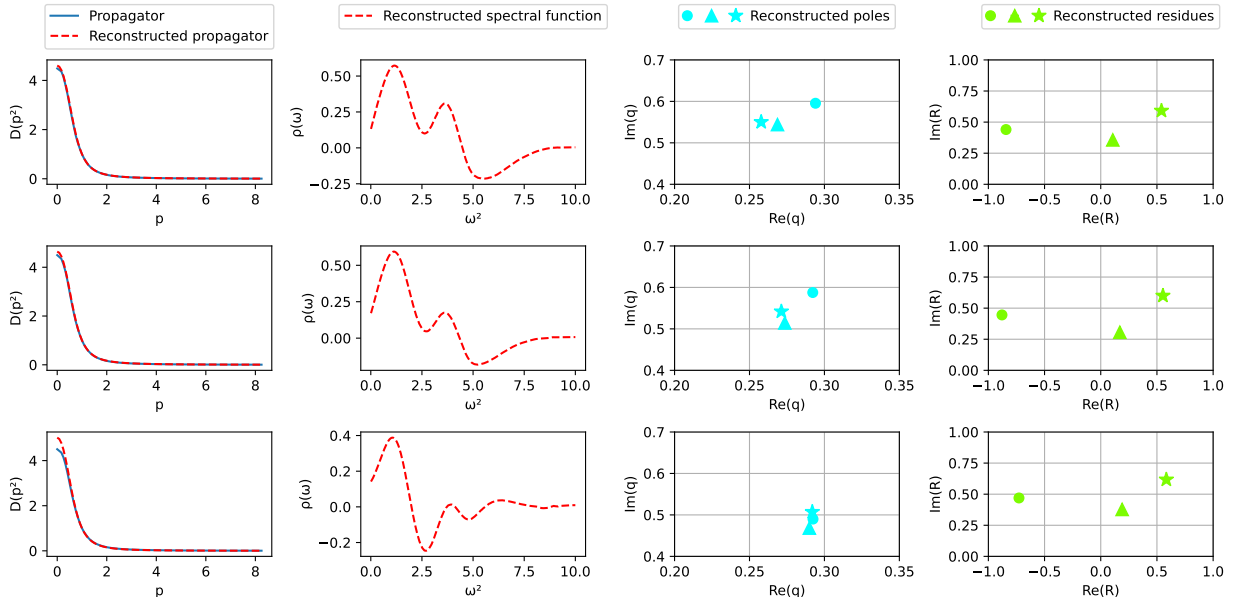 Propagator
Reconstructed propagator
Reconstructed spectral function
Reconstructed poles
Reconstructed residues
D(p²)
4
2
0
0 2 4 6 8
p
ρ(ω)
0.50
0.25
0.00
−0.25
0.0 2.5 5.0 7.5 10.0
ω²
Im(q)
0.7
0.6
0.5
0.4
0.20 0.25 0.30 0.35
Re(q)
Im(R)
1.00
0.75
0.50
0.25
0.00
−1.0 −0.5 0.0 0.5 1.0
Re(R)
D(p²)
4
2
0
0 2 4 6 8
p
ρ(ω)
0.50
0.25
0.00
0.0 2.5 5.0 7.5 10.0
ω²
Im(q)
0.7
0.6
0.5
0.4
0.20 0.25 0.30 0.35
Re(q)
Im(R)
1.00
0.75
0.50
0.25
0.00
−1.0 −0.5 0.0 0.5 1.0
Re(R)
D(p²)
4
2
0
0 2 4 6 8
p
ρ(ω)
0.4
0.2
0.0
−0.2
0.0 2.5 5.0 7.5 10.0
ω²
Im(q)
0.7
0.6
0.5
0.4
0.20 0.25 0.30 0.35
Re(q)
Im(R)
1.00
0.75
0.50
0.25
0.00
−1.0 −0.5 0.0 0.5 1.0
Re(R)